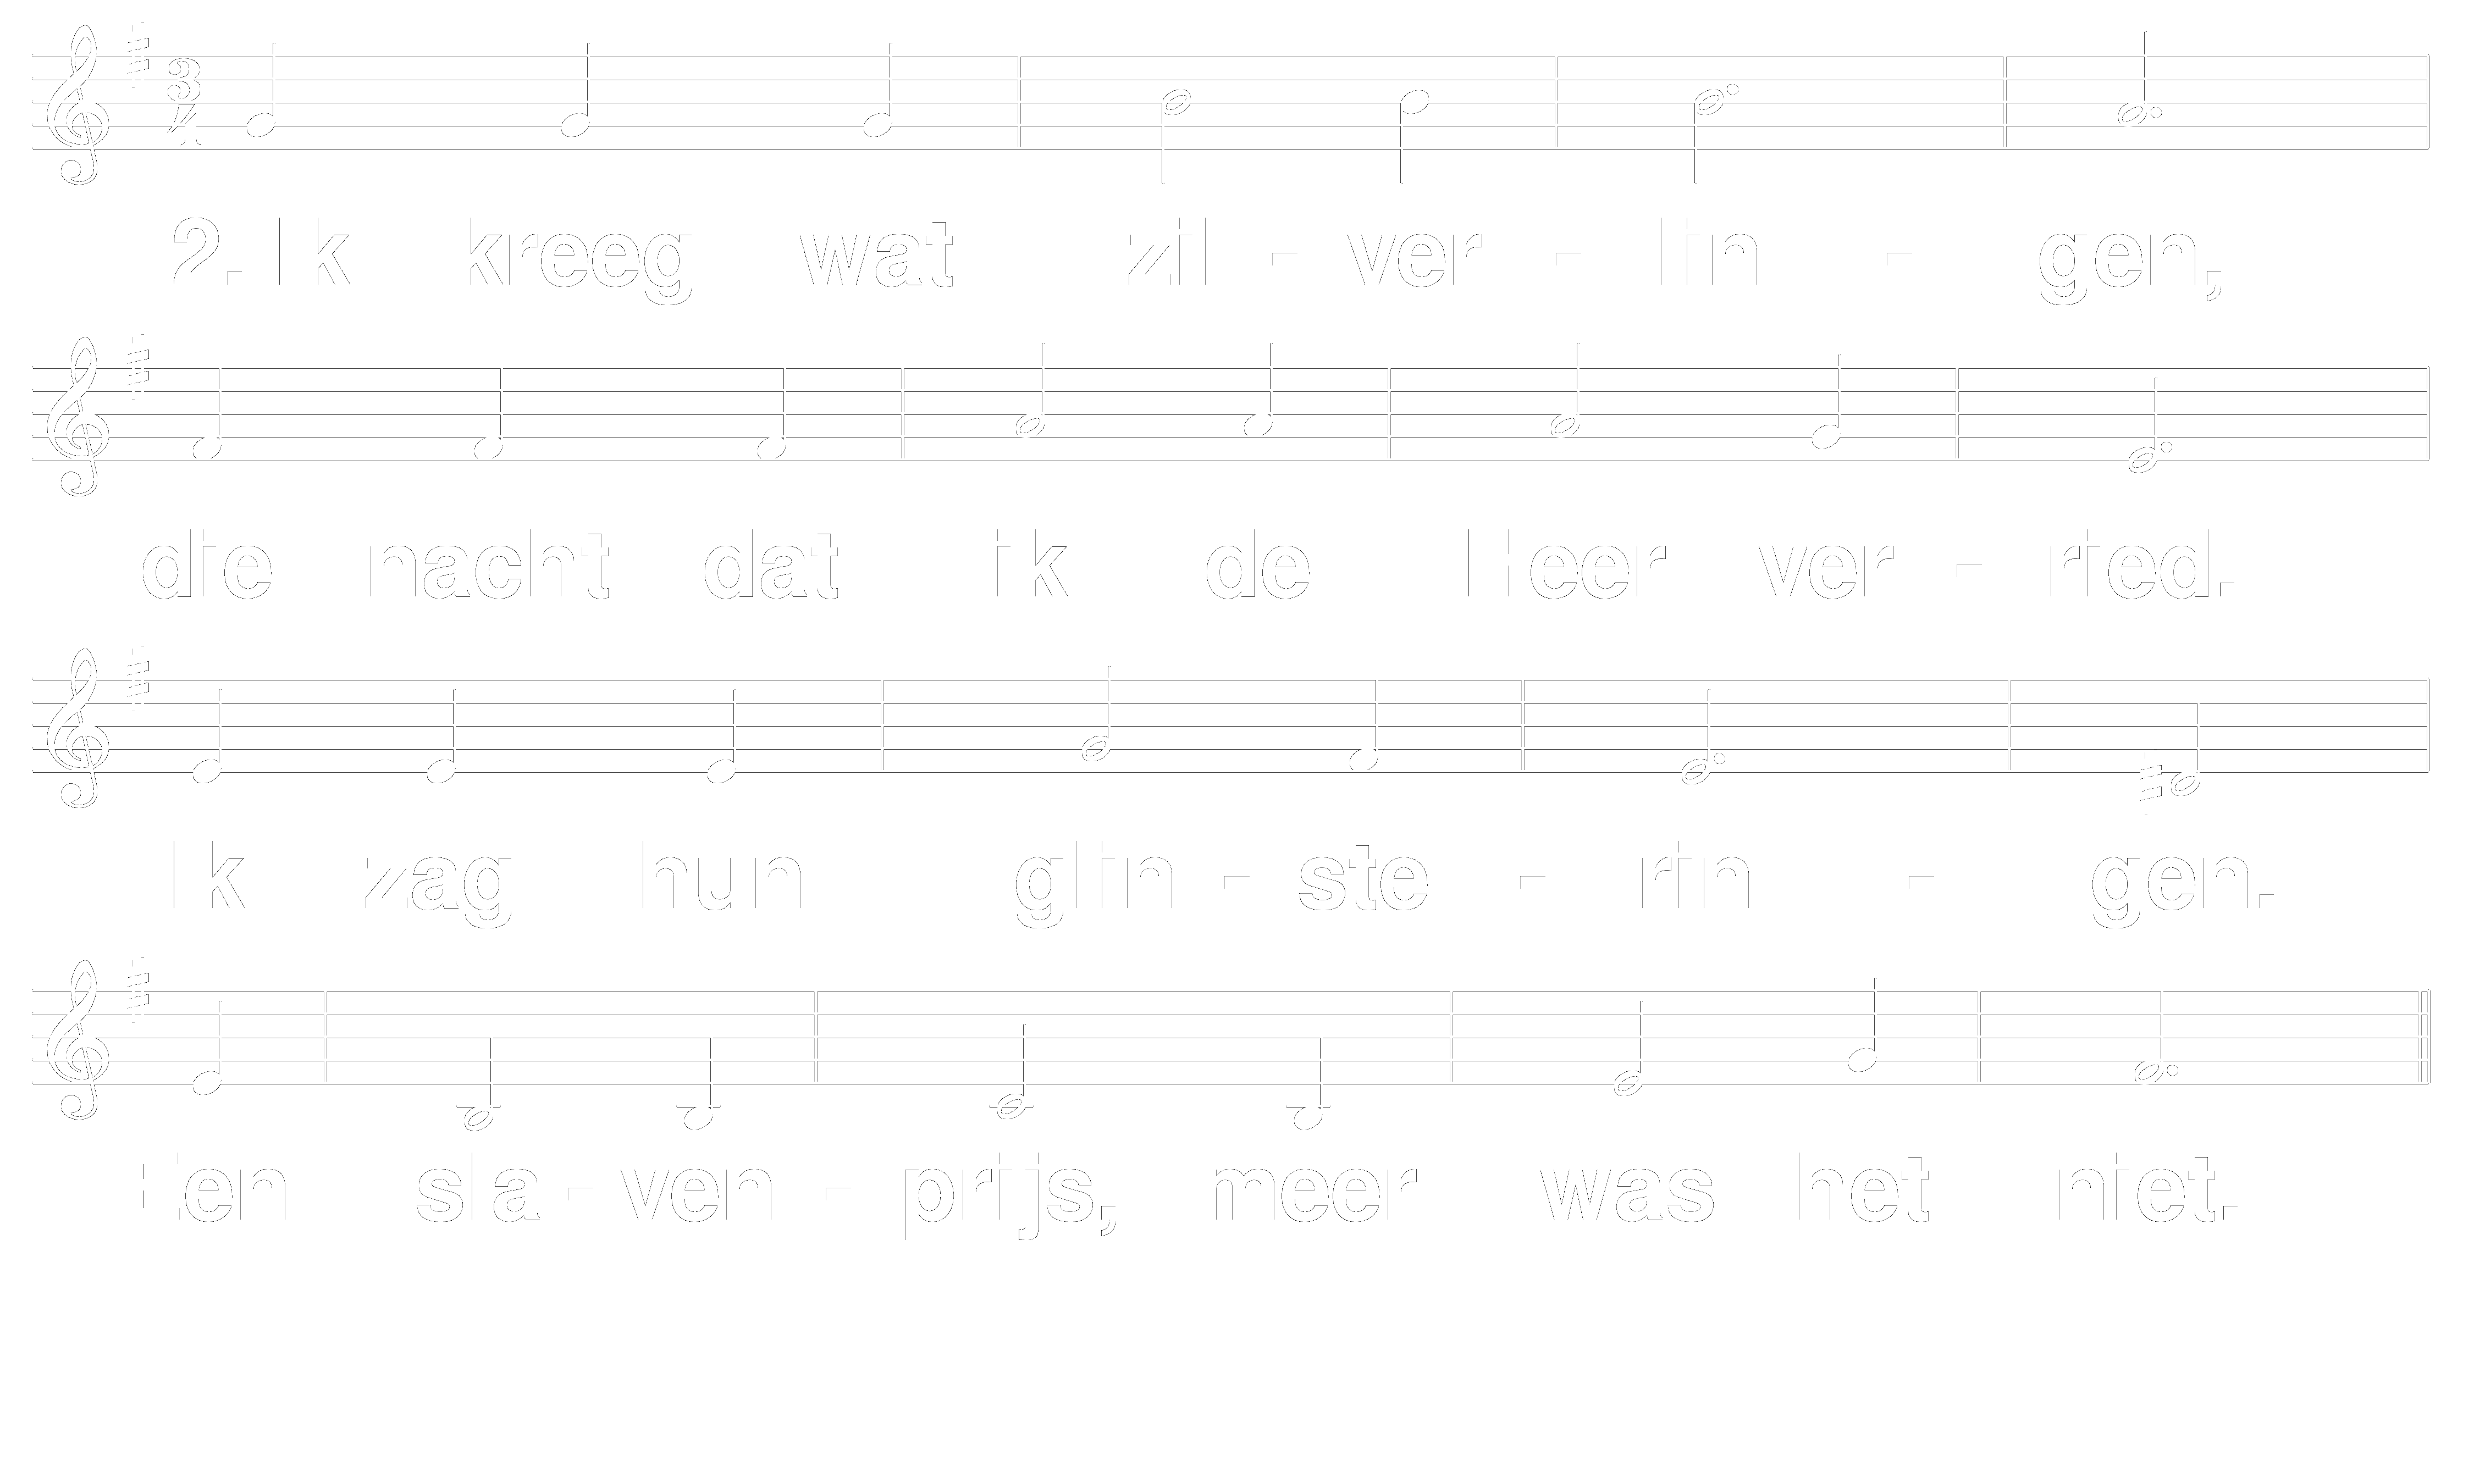 2. Ik kreeg wat zil - ver - lin - gen,
die nacht dat ik de Heer ver - ried.
Ik zag hun glin - ste - rin - gen.
Een sla - ven - prijs, meer was het niet.